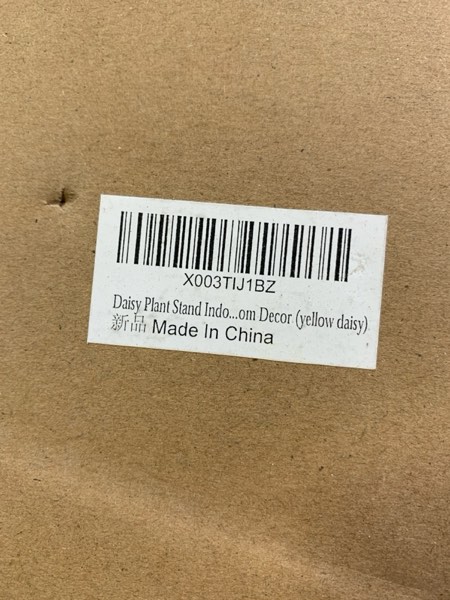 X003TIJ1BZ
Daisy Plant Stand Indo...om Decor (yellow daisy)
新品 Made In China